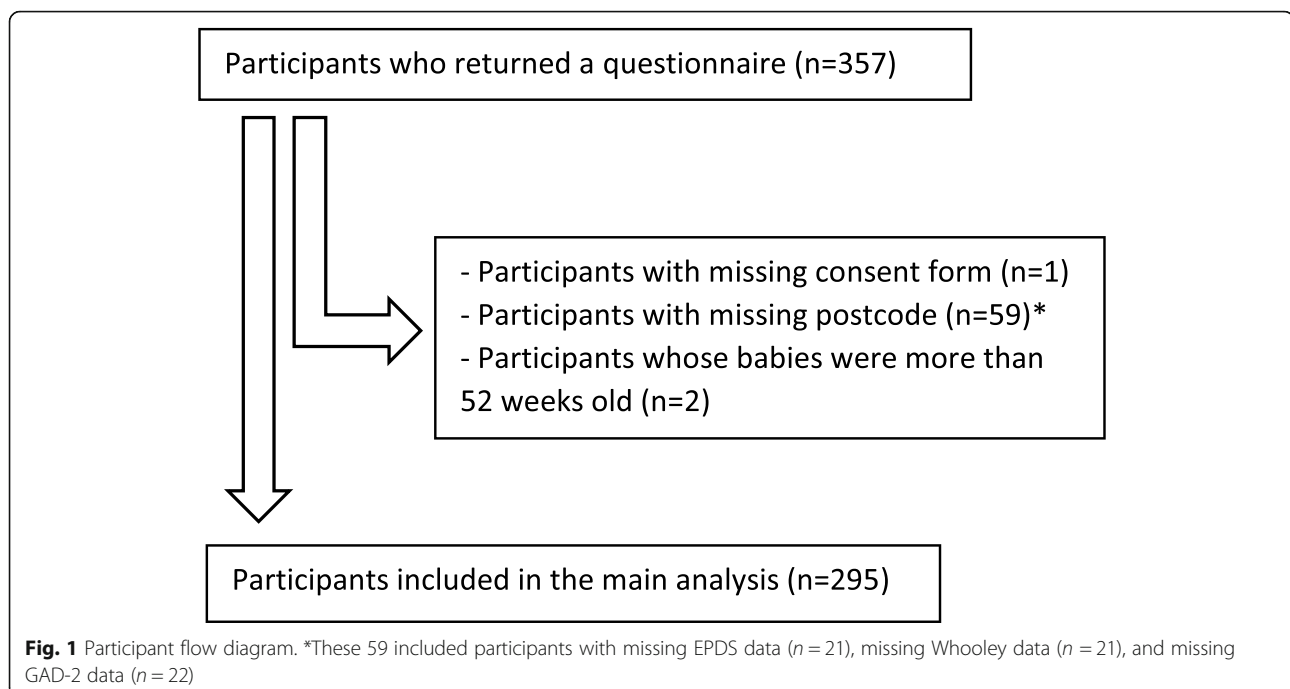 Participants who returned a questionnaire (n=357)
- Participants with missing consent form (n=1)
- Participants with missing postcode (n=59)*
- Participants whose babies were more than
52 weeks old (n=2)
Participants included in the main analysis (n=295)
Fig. 1 Participant flow diagram. *These 59 included participants with missing EPDS data (n = 21), missing Whooley data (n = 21), and missing
GAD-2 data (n = 22)